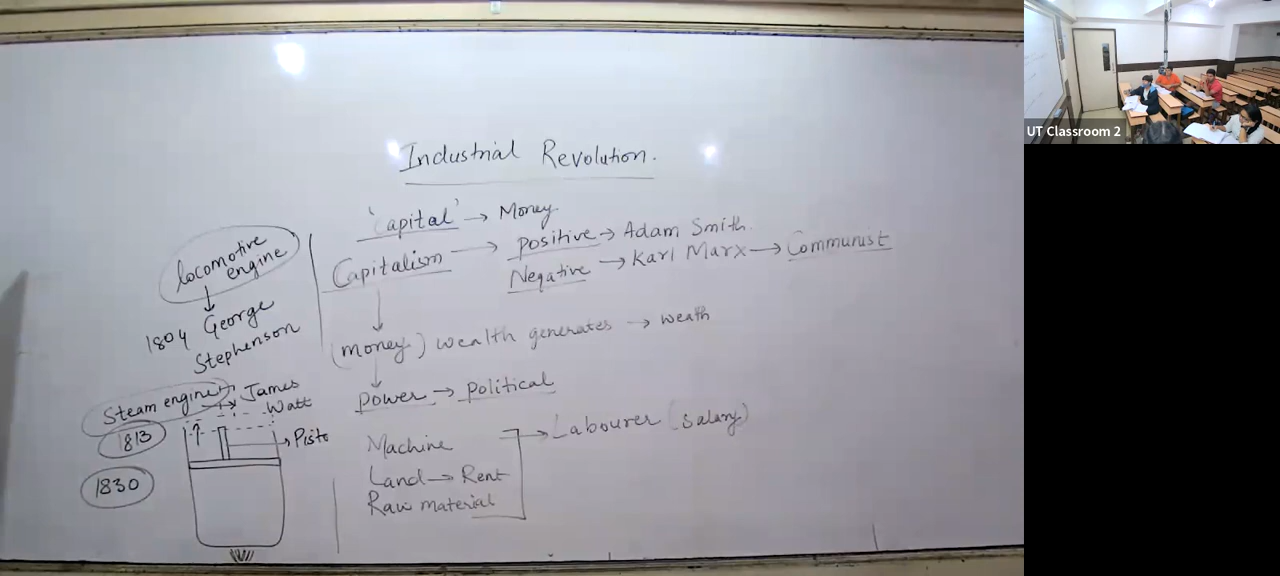 Industrial Revolution.
'Capital' → Money
Capitalism → Positive → Adam Smith.
Negative → Karl Marx → Communist
(money) wealth generates → weath
Power → Political
Machine
Land → Rent
Raw material
→ Labourer (salary)
locomotive
engine
1804 George
Stephenson
Steam engine → James
Watt
1813
→ Pisto
1830
UT Classroom 2